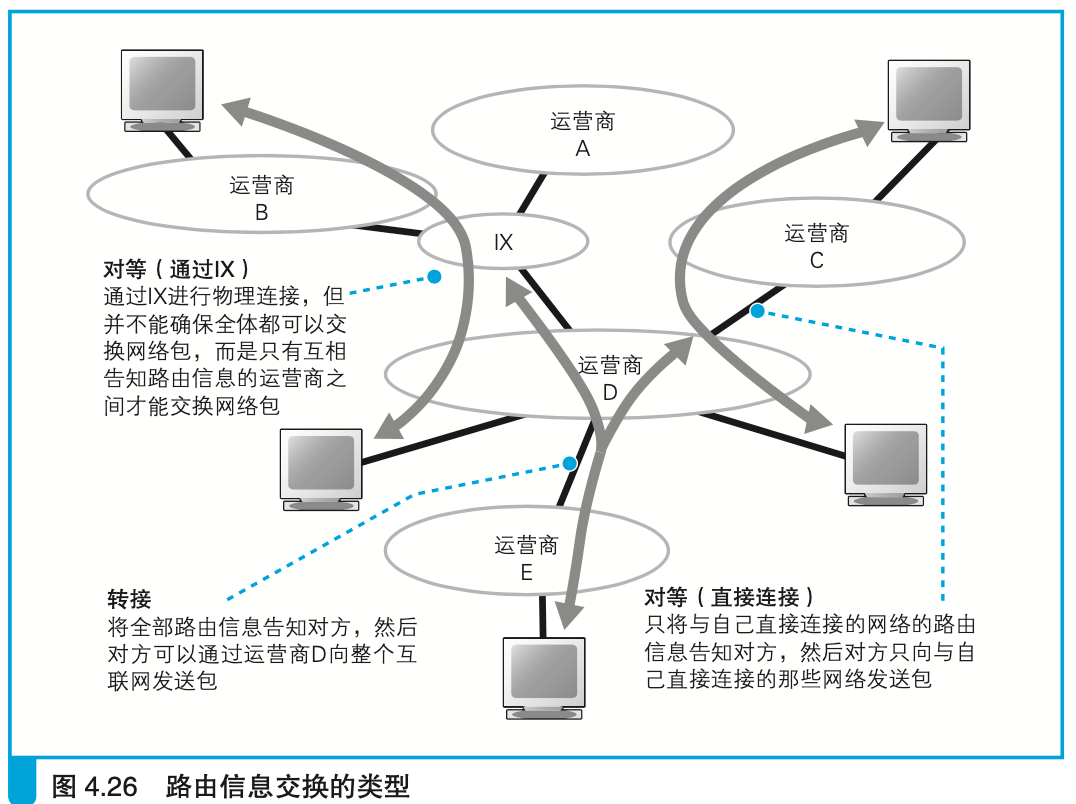 运营商
A
运营商
B
IX
运营商
C
对等（通过IX）
通过IX进行物理连接，但
并不能确保全体都可以交
换网络包，而是只有互相
告知路由信息的运营商之
间才能交换网络包
运营商
D
运营商
E
转接
将全部路由信息告知对方，然后
对方可以通过运营商D向整个互
联网发送包
对等（直接连接）
只将与自己直接连接的网络的路由
信息告知对方，然后对方只向与自
己直接连接的那些网络发送包
图 4.26 路由信息交换的类型